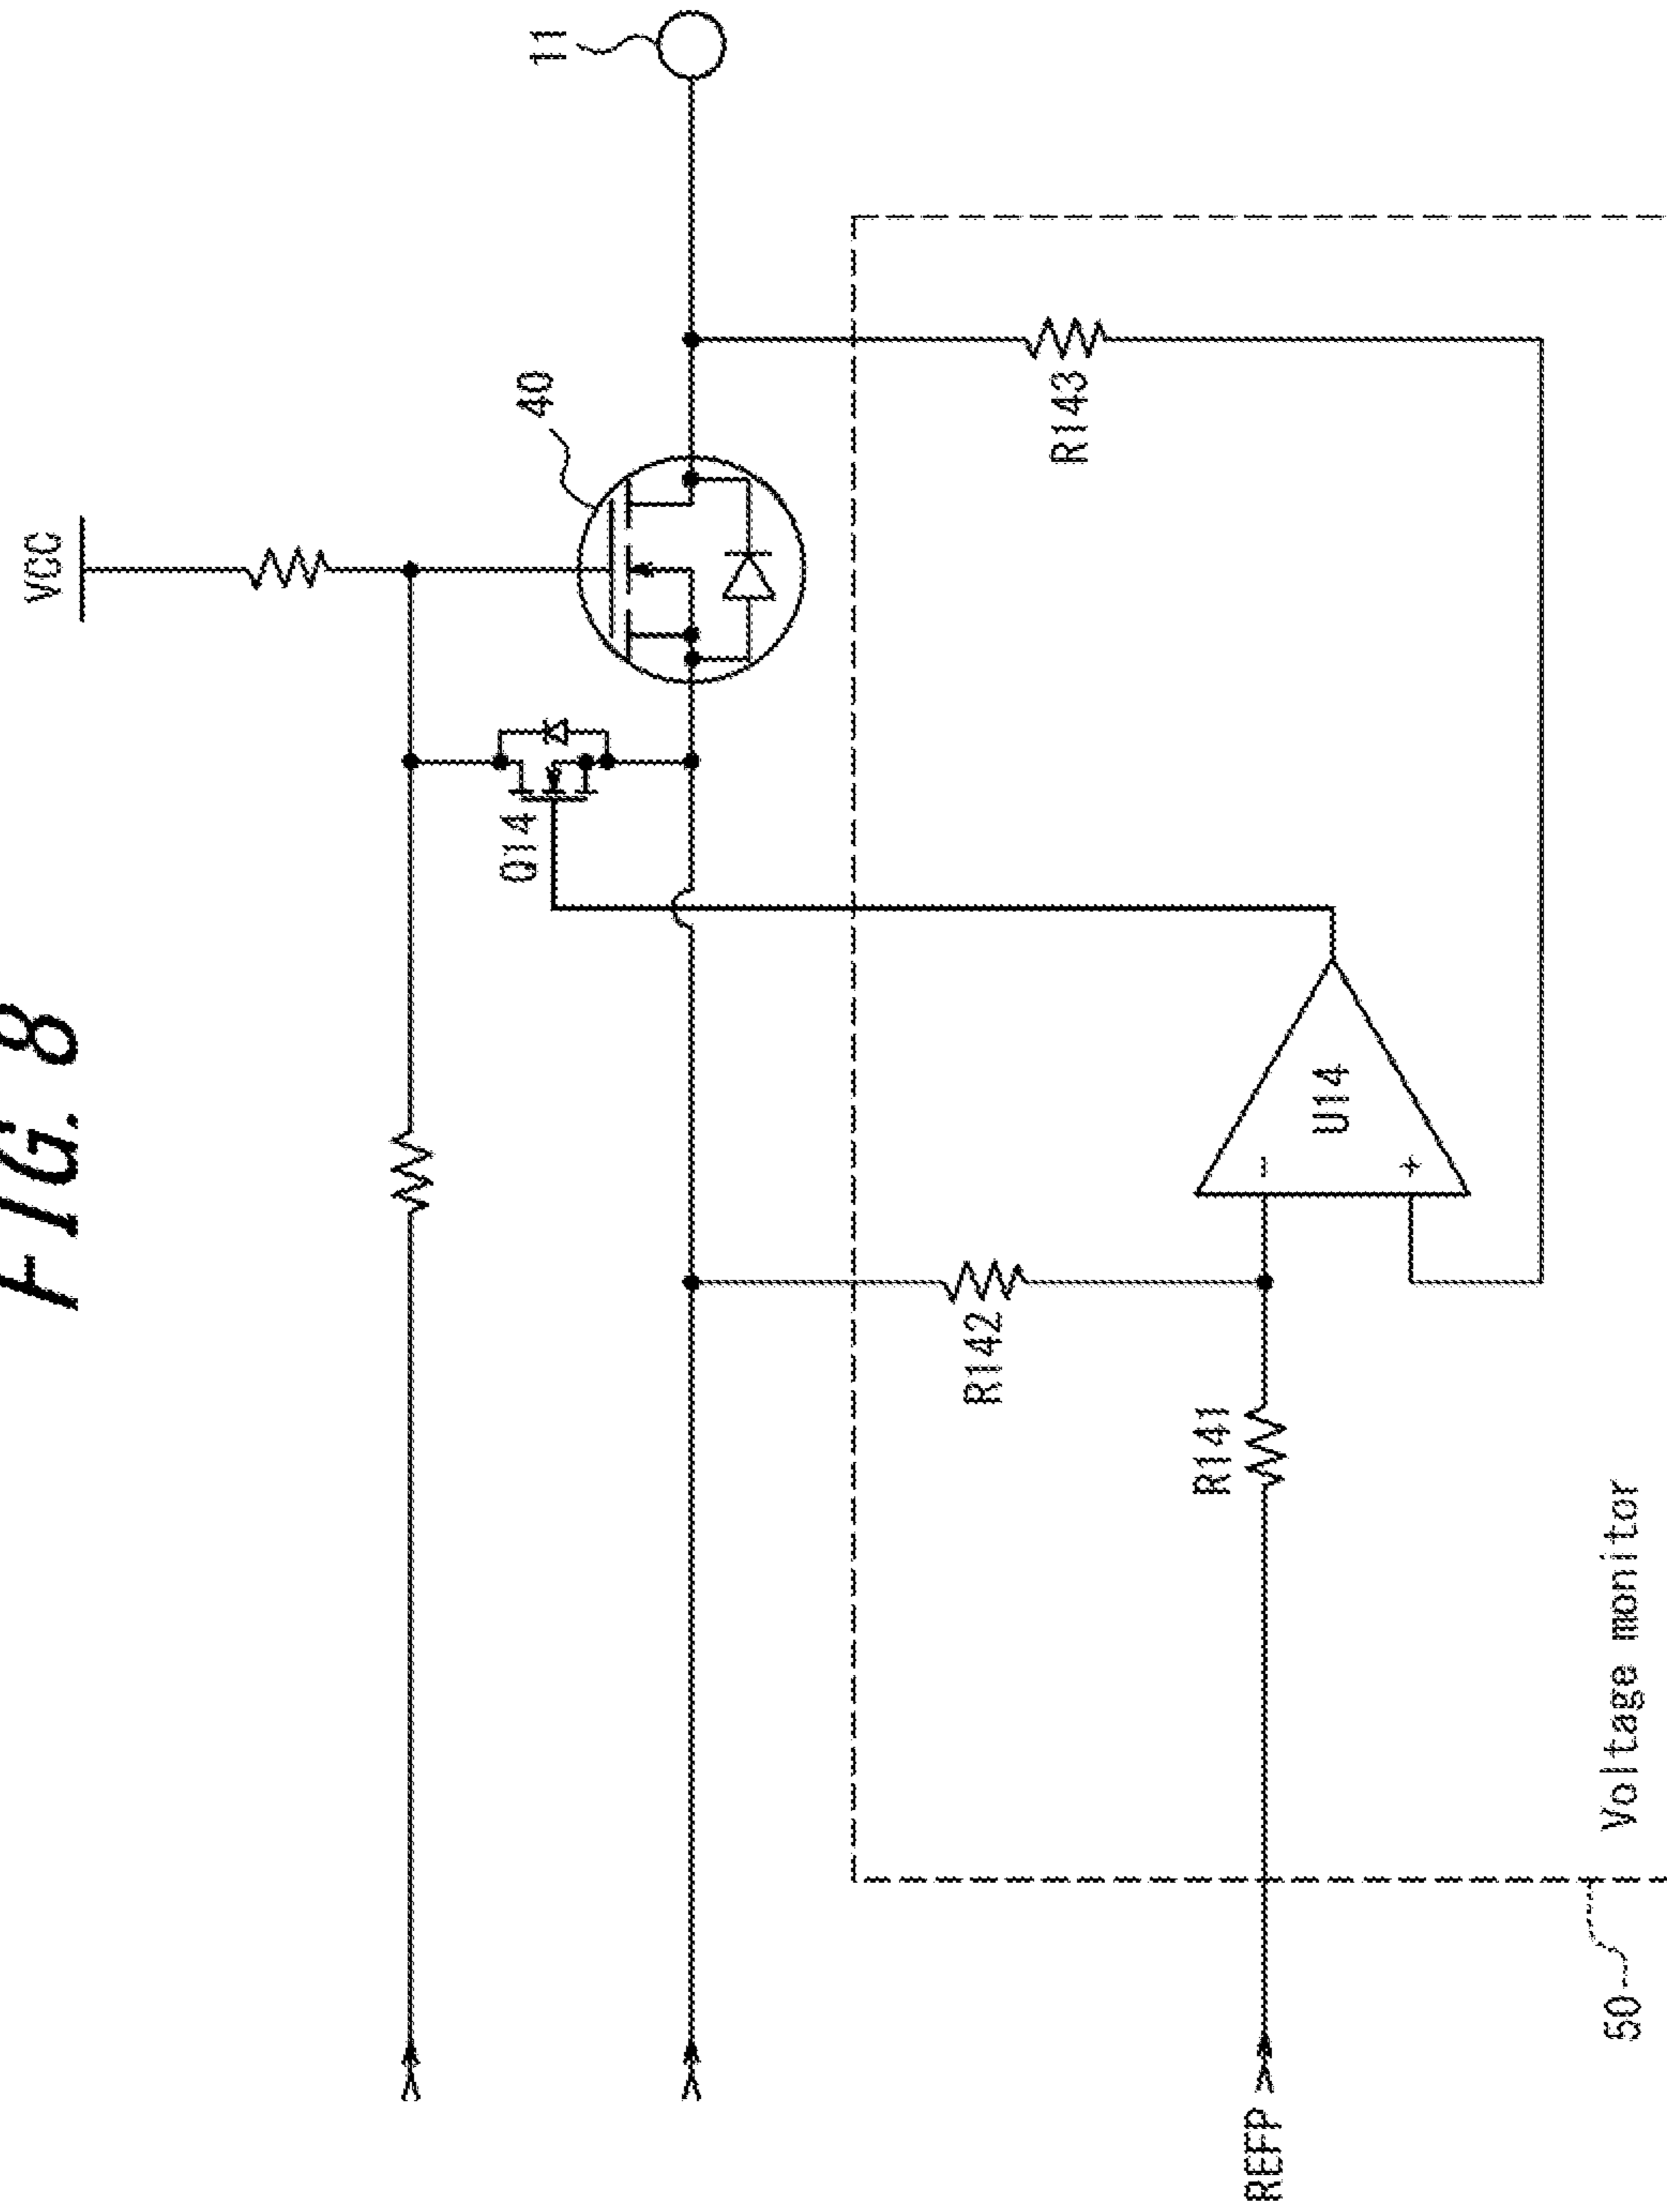 FIG. 8
VCC
11
40
Q14
R143
U14
-
+
R142
R141
REFP
Voltage monitor
50